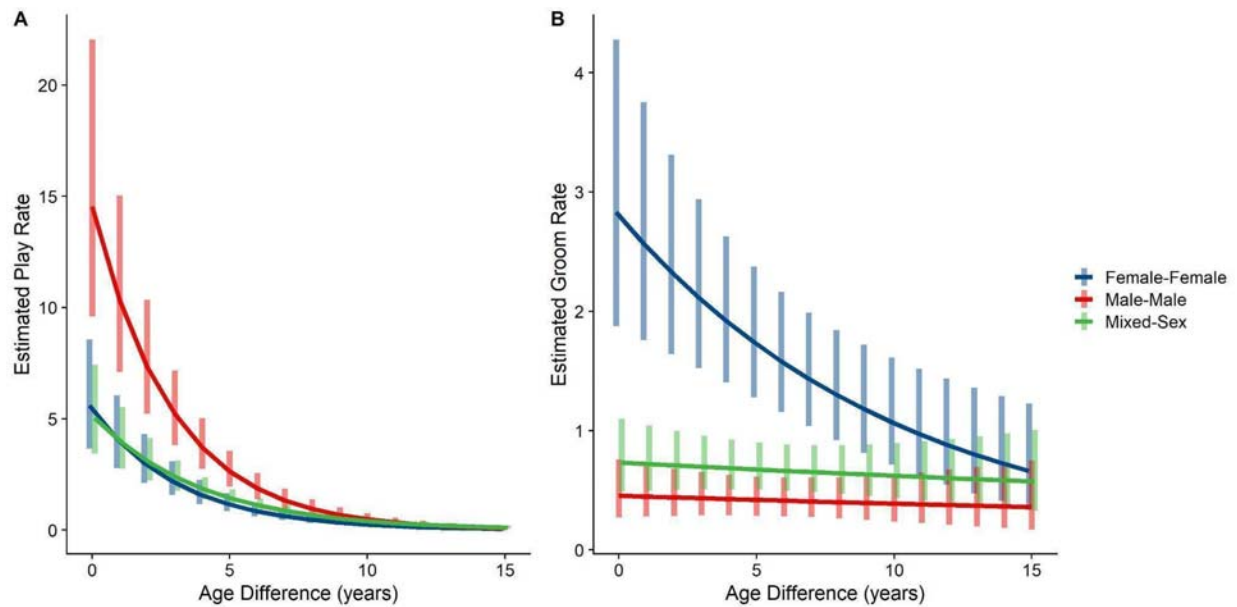 A
Estimated Play Rate
20
15
10
5
0
0 5 10 15
Age Difference (years)
B
Estimated Groom Rate
4
3
2
1
0
0 5 10 15
Age Difference (years)
Female-Female
Male-Male
Mixed-Sex